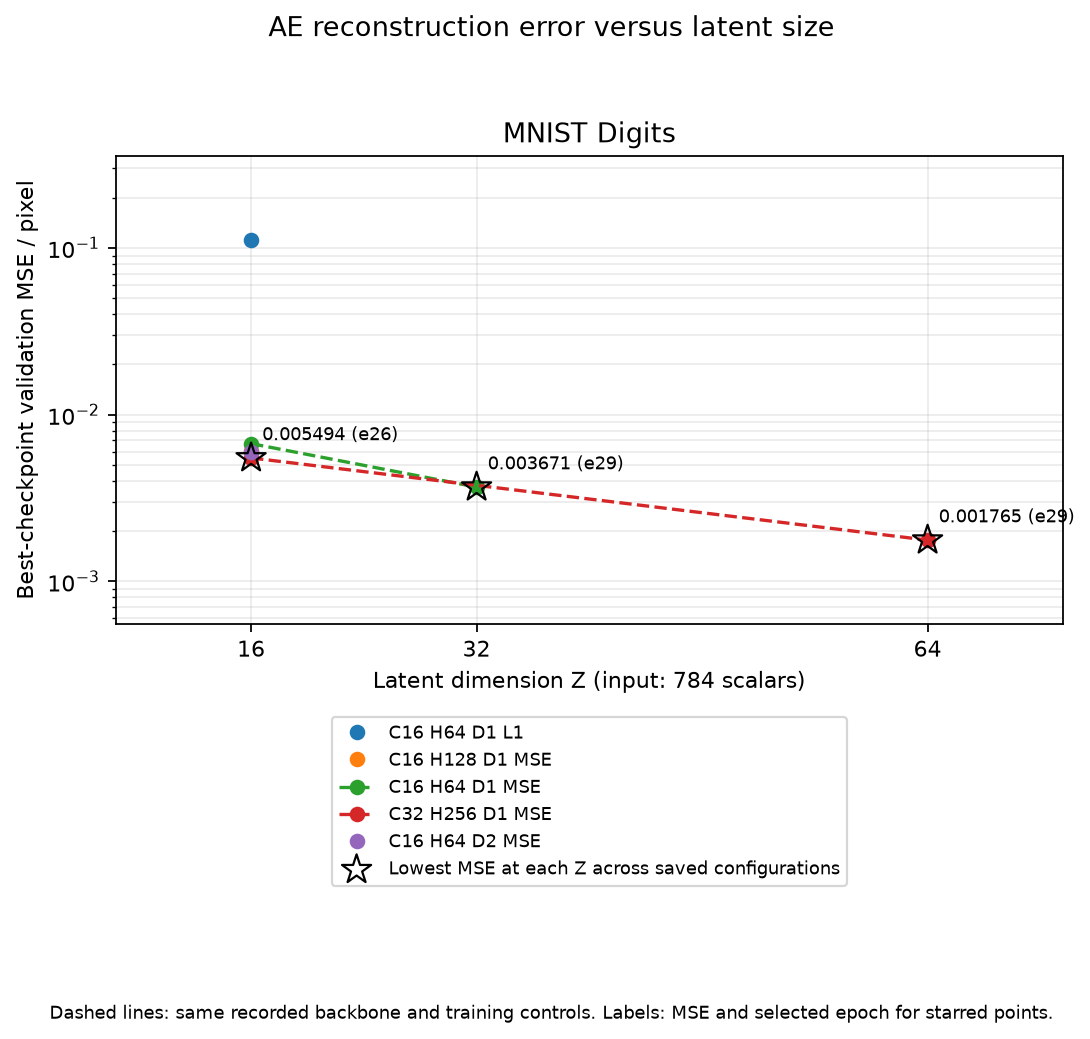 AE reconstruction error versus latent size
MNIST Digits
Best-checkpoint validation MSE / pixel
10⁻¹
10⁻²
10⁻³
0.005494 (e26)
0.003671 (e29)
0.001765 (e29)
16 32 64
Latent dimension Z (input: 784 scalars)
C16 H64 D1 L1
C16 H128 D1 MSE
C16 H64 D1 MSE
C32 H256 D1 MSE
C16 H64 D2 MSE
Lowest MSE at each Z across saved configurations
Dashed lines: same recorded backbone and training controls. Labels: MSE and selected epoch for starred points.